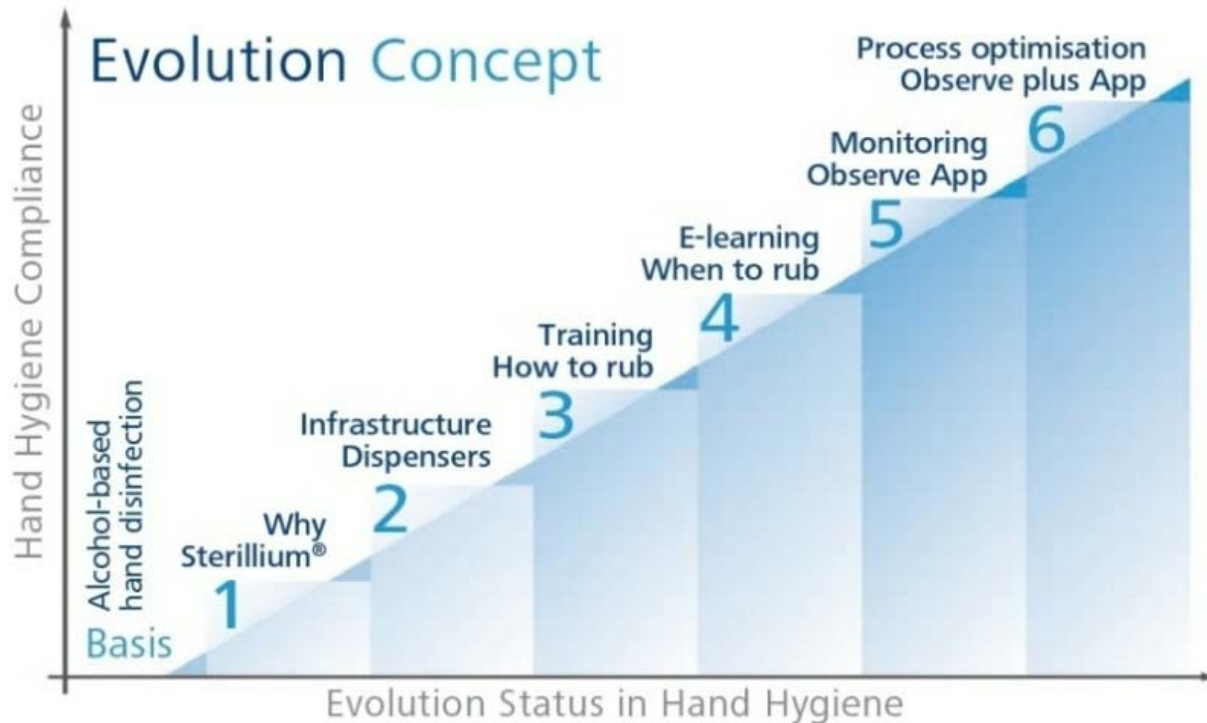 Evolution Concept
Process optimisation
Observe plus App
6
Monitoring
Observe App
5
E-learning
When to rub
4
Training
How to rub
3
Infrastructure
Dispensers
2
Why
Sterillium®
1
Alcohol-based
hand disinfection
Basis
Hand Hygiene Compliance
Evolution Status in Hand Hygiene